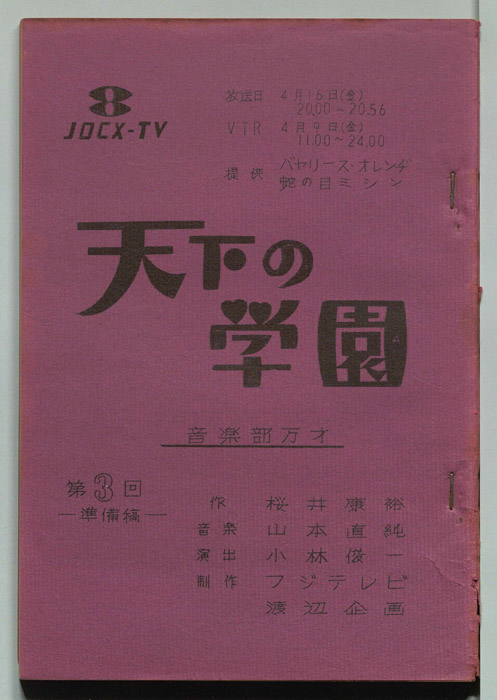 8
JOCX-TV
放送日 4月16日(金)
20.00~20.56
VTR 4月9日(金)
11.00~24.00
提供 バヤリース・オレンヂ
蛇の目ミシン
天下の
学園
音楽部万才
第3回
—準備稿—
作 桜井康裕
音楽 山本直純
演出 小林俊一
制作 フジテレビ
渡辺企画